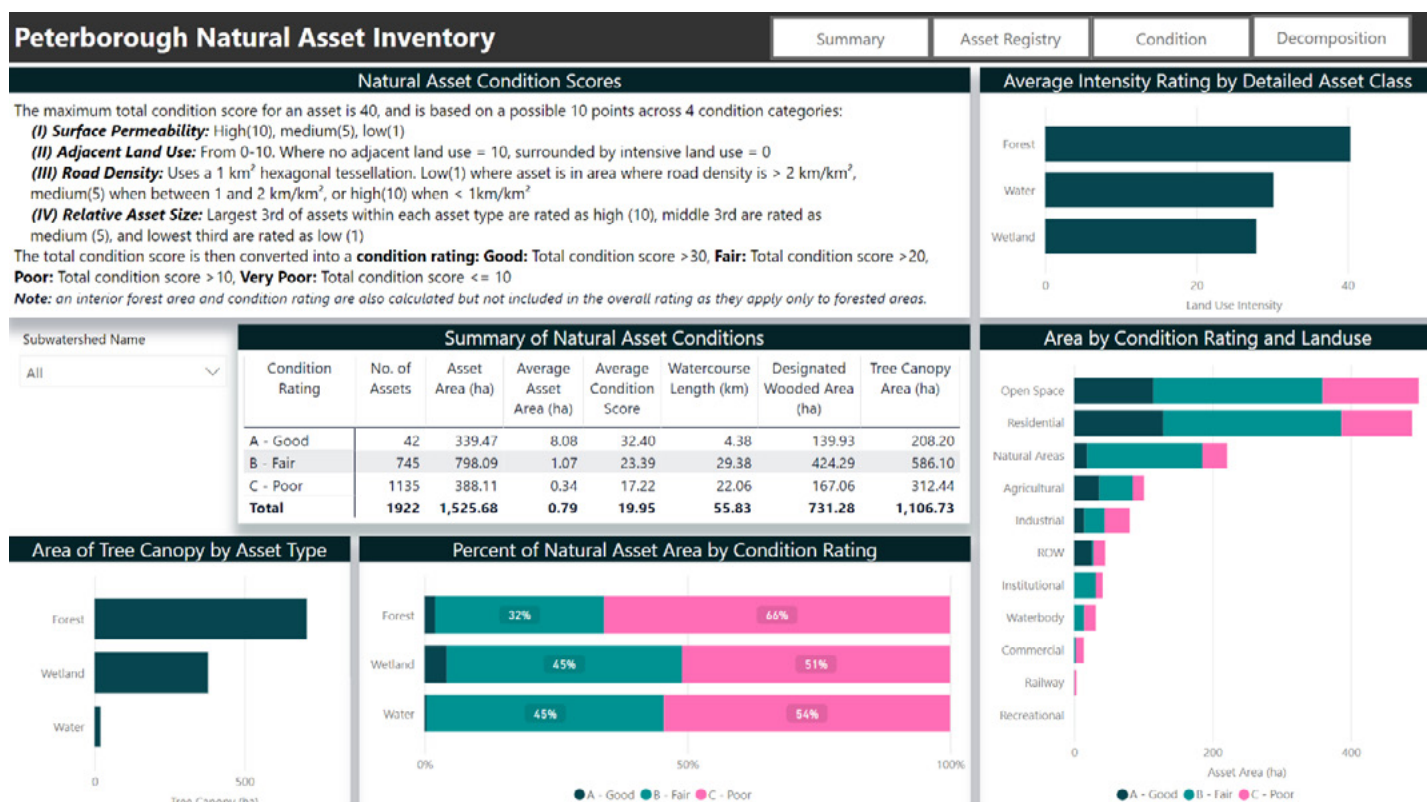 Peterborough Natural Asset Inventory
Summary
Asset Registry
Condition
Decomposition
Natural Asset Condition Scores
The maximum total condition score for an asset is 40, and is based on a possible 10 points across 4 condition categories:
(I) Surface Permeability: High(10), medium(5), low(1)
(II) Adjacent Land Use: From 0-10. Where no adjacent land use = 10, surrounded by intensive land use = 0
(III) Road Density: Uses a 1 km² hexagonal tessellation. Low(1) where asset is in area where road density is > 2 km/km²,
medium(5) when between 1 and 2 km/km², or high(10) when < 1km/km²
(IV) Relative Asset Size: Largest 3rd of assets within each asset type are rated as high (10), middle 3rd are rated as
medium (5), and lowest third are rated as low (1)
The total condition score is then converted into a condition rating: Good: Total condition score >30, Fair: Total condition score >20,
Poor: Total condition score >10, Very Poor: Total condition score <= 10
Note: an interior forest area and condition rating are also calculated but not included in the overall rating as they apply only to forested areas.
Average Intensity Rating by Detailed Asset Class
Forest
Water
Wetland
0 20 40
Land Use Intensity
Subwatershed Name
All
Summary of Natural Asset Conditions
Condition Rating No. of Assets Asset Area (ha) Average Asset Area (ha) Average Condition Score Watercourse Length (km) Designated Wooded Area (ha) Tree Canopy Area (ha)
A - Good 42 339.47 8.08 32.40 4.38 139.93 208.20
B - Fair 745 798.09 1.07 23.39 29.38 424.29 586.10
C - Poor 1135 388.11 0.34 17.22 22.06 167.06 312.44
Total 1922 1,525.68 0.79 19.95 55.83 731.28 1,106.73
Area by Condition Rating and Landuse
Open Space
Residential
Natural Areas
Agricultural
Industrial
ROW
Institutional
Waterbody
Commercial
Railway
Recreational
0 200 400
Asset Area (ha)
A - Good B - Fair C - Poor
Area of Tree Canopy by Asset Type
Forest
Wetland
Water
0 500
Tree Canopy (ha)
Percent of Natural Asset Area by Condition Rating
Forest 32% 66%
Wetland 45% 51%
Water 45% 54%
0% 50% 100%
A - Good B - Fair C - Poor